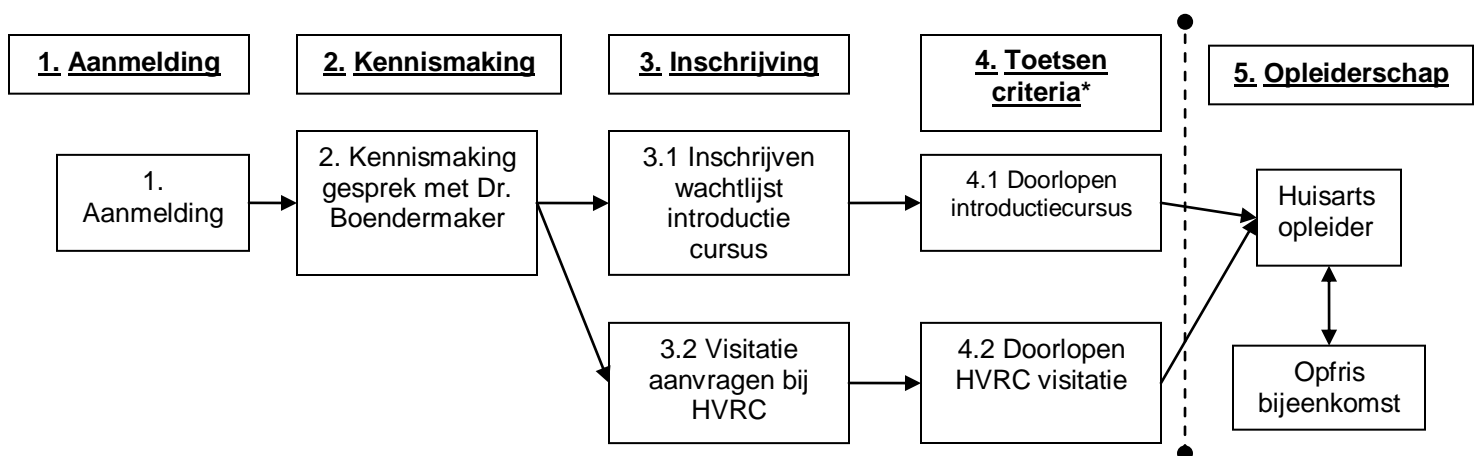 1. Aanmelding
2. Kennismaking
3. Inschrijving
4. Toetsen
criteria*
5. Opleiderschap
1.
Aanmelding
2. Kennismaking
gesprek met Dr.
Boendermaker
3.1 Inschrijven
wachtlijst
introductie
cursus
4.1 Doorlopen
introductiecursus
Huisarts
opleider
3.2 Visitatie
aanvragen bij
HVRC
4.2 Doorlopen
HVRC visitatie
Opfris
bijeenkomst